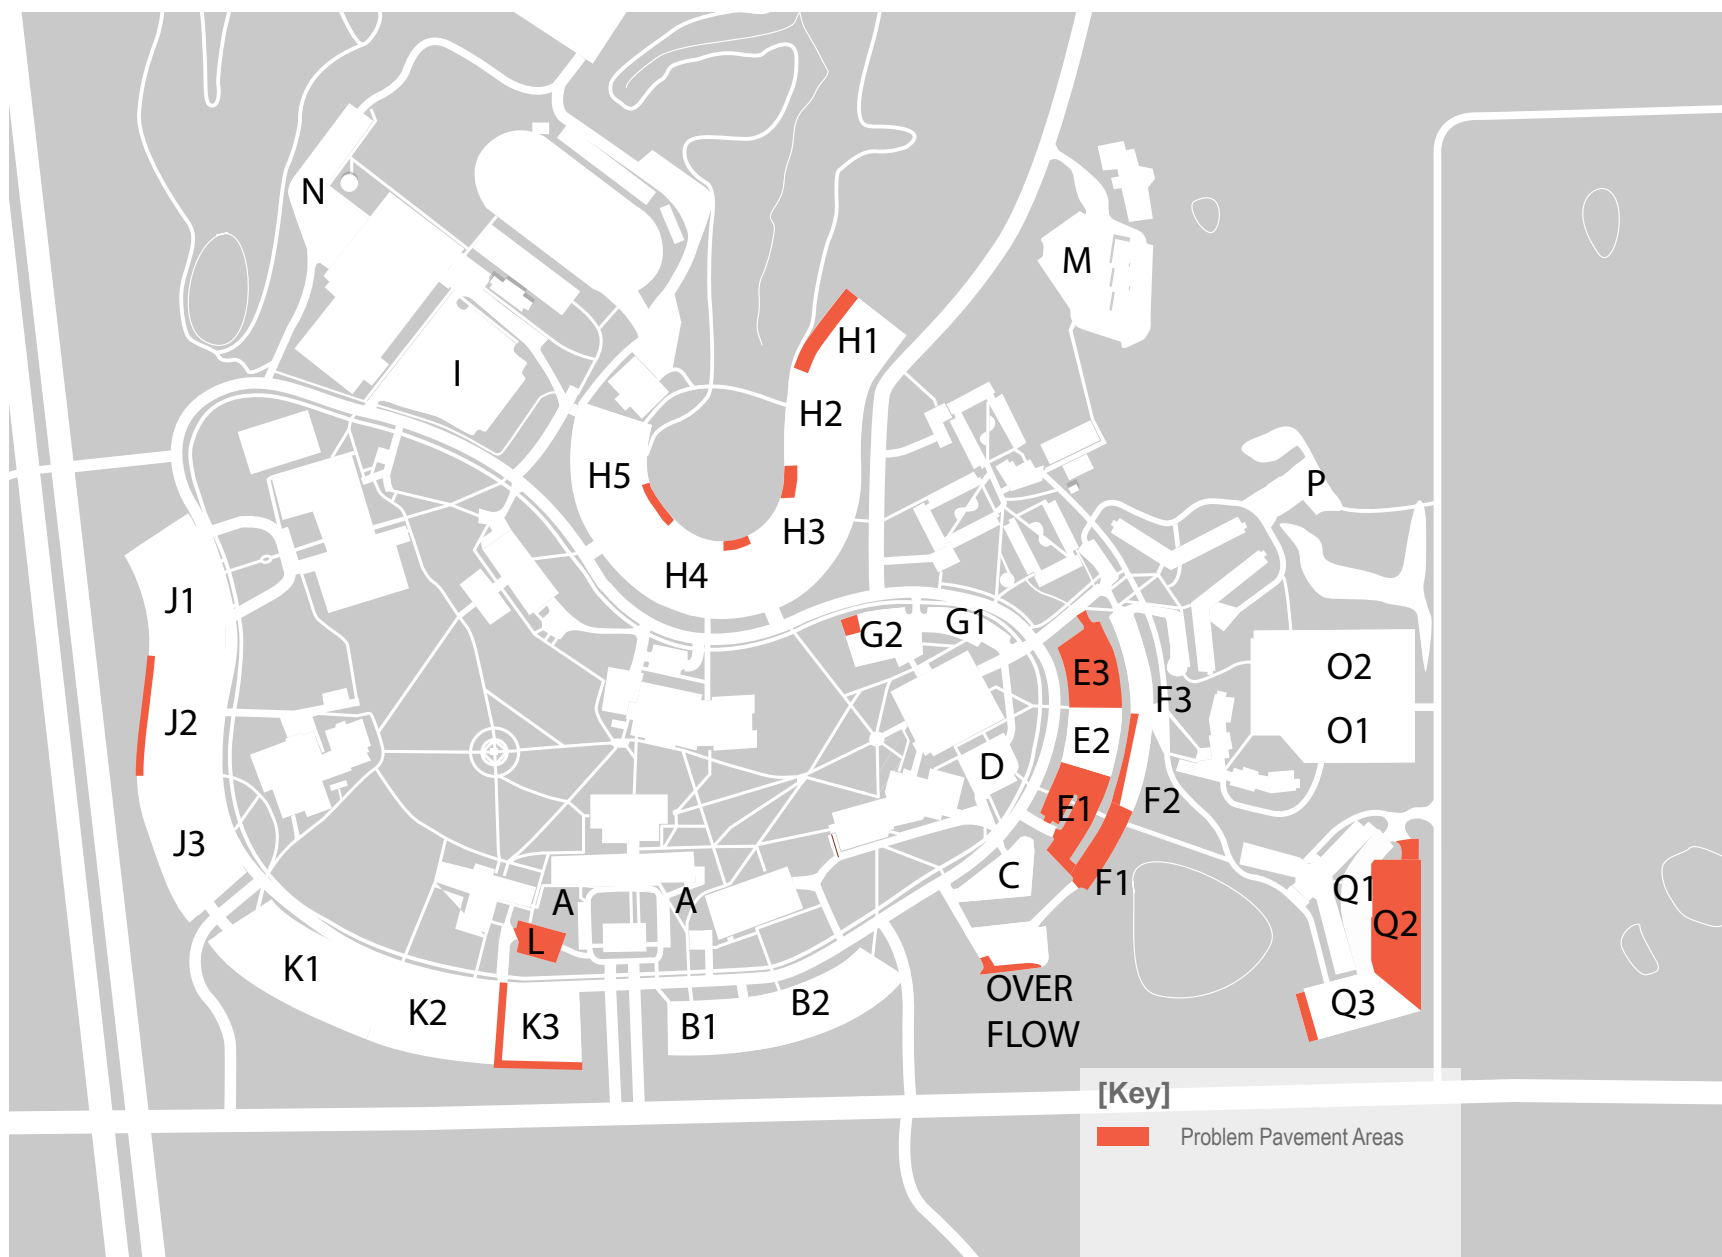 N
M
H1
I
H2
H5
P
H3
H4
J1
G1
G2
O2
E3
F3
J2
O1
E2
D
F2
E1
J3
C
F1
Q1
A
A
Q2
L
K1
OVER
FLOW
B2
Q3
K2
K3
B1
[Key]
Problem Pavement Areas